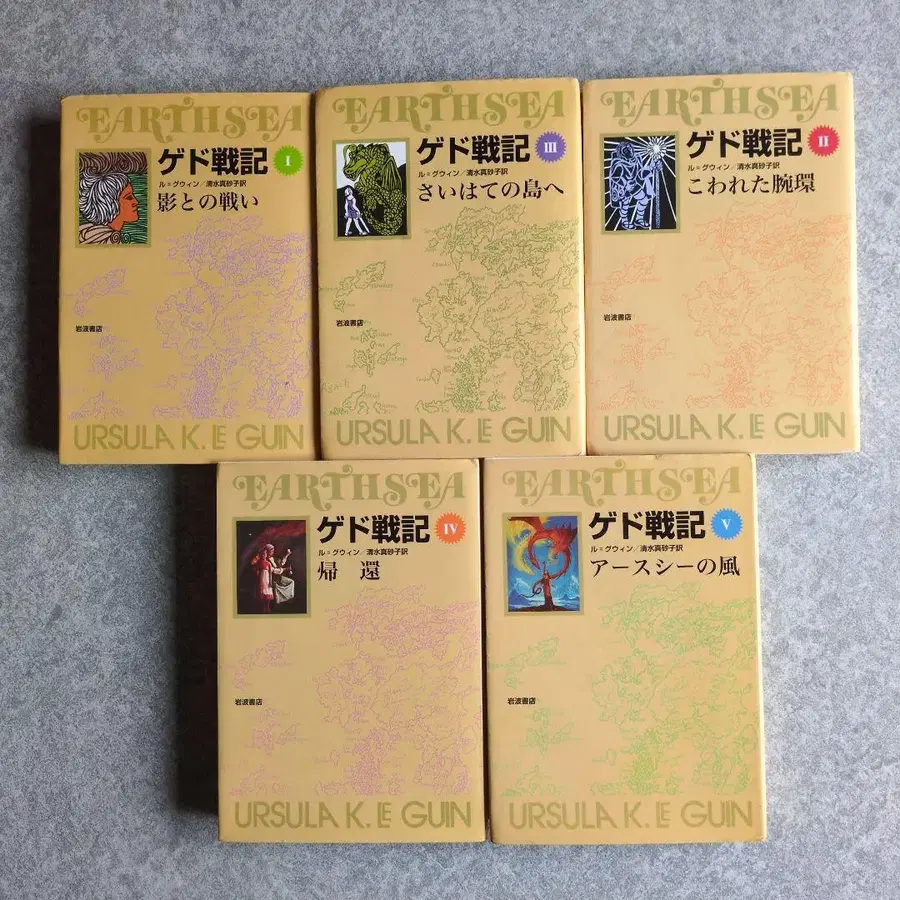 EARTHSEA
ゲド戦記 I
ル=グウィン/清水真砂子訳
影との戦い
岩波書店
URSULA K. LE GUIN
EARTHSEA
ゲド戦記 III
ル=グウィン/清水真砂子訳
さいはての島へ
岩波書店
URSULA K. LE GUIN
EARTHSEA
ゲド戦記 II
ル=グウィン/清水真砂子訳
こわれた腕環
岩波書店
URSULA K. LE GUIN
EARTHSEA
ゲド戦記 IV
ル=グウィン/清水真砂子訳
帰還
岩波書店
URSULA K. LE GUIN
EARTHSEA
ゲド戦記 V
ル=グウィン/清水真砂子訳
アースシーの風
岩波書店
URSULA K. LE GUIN